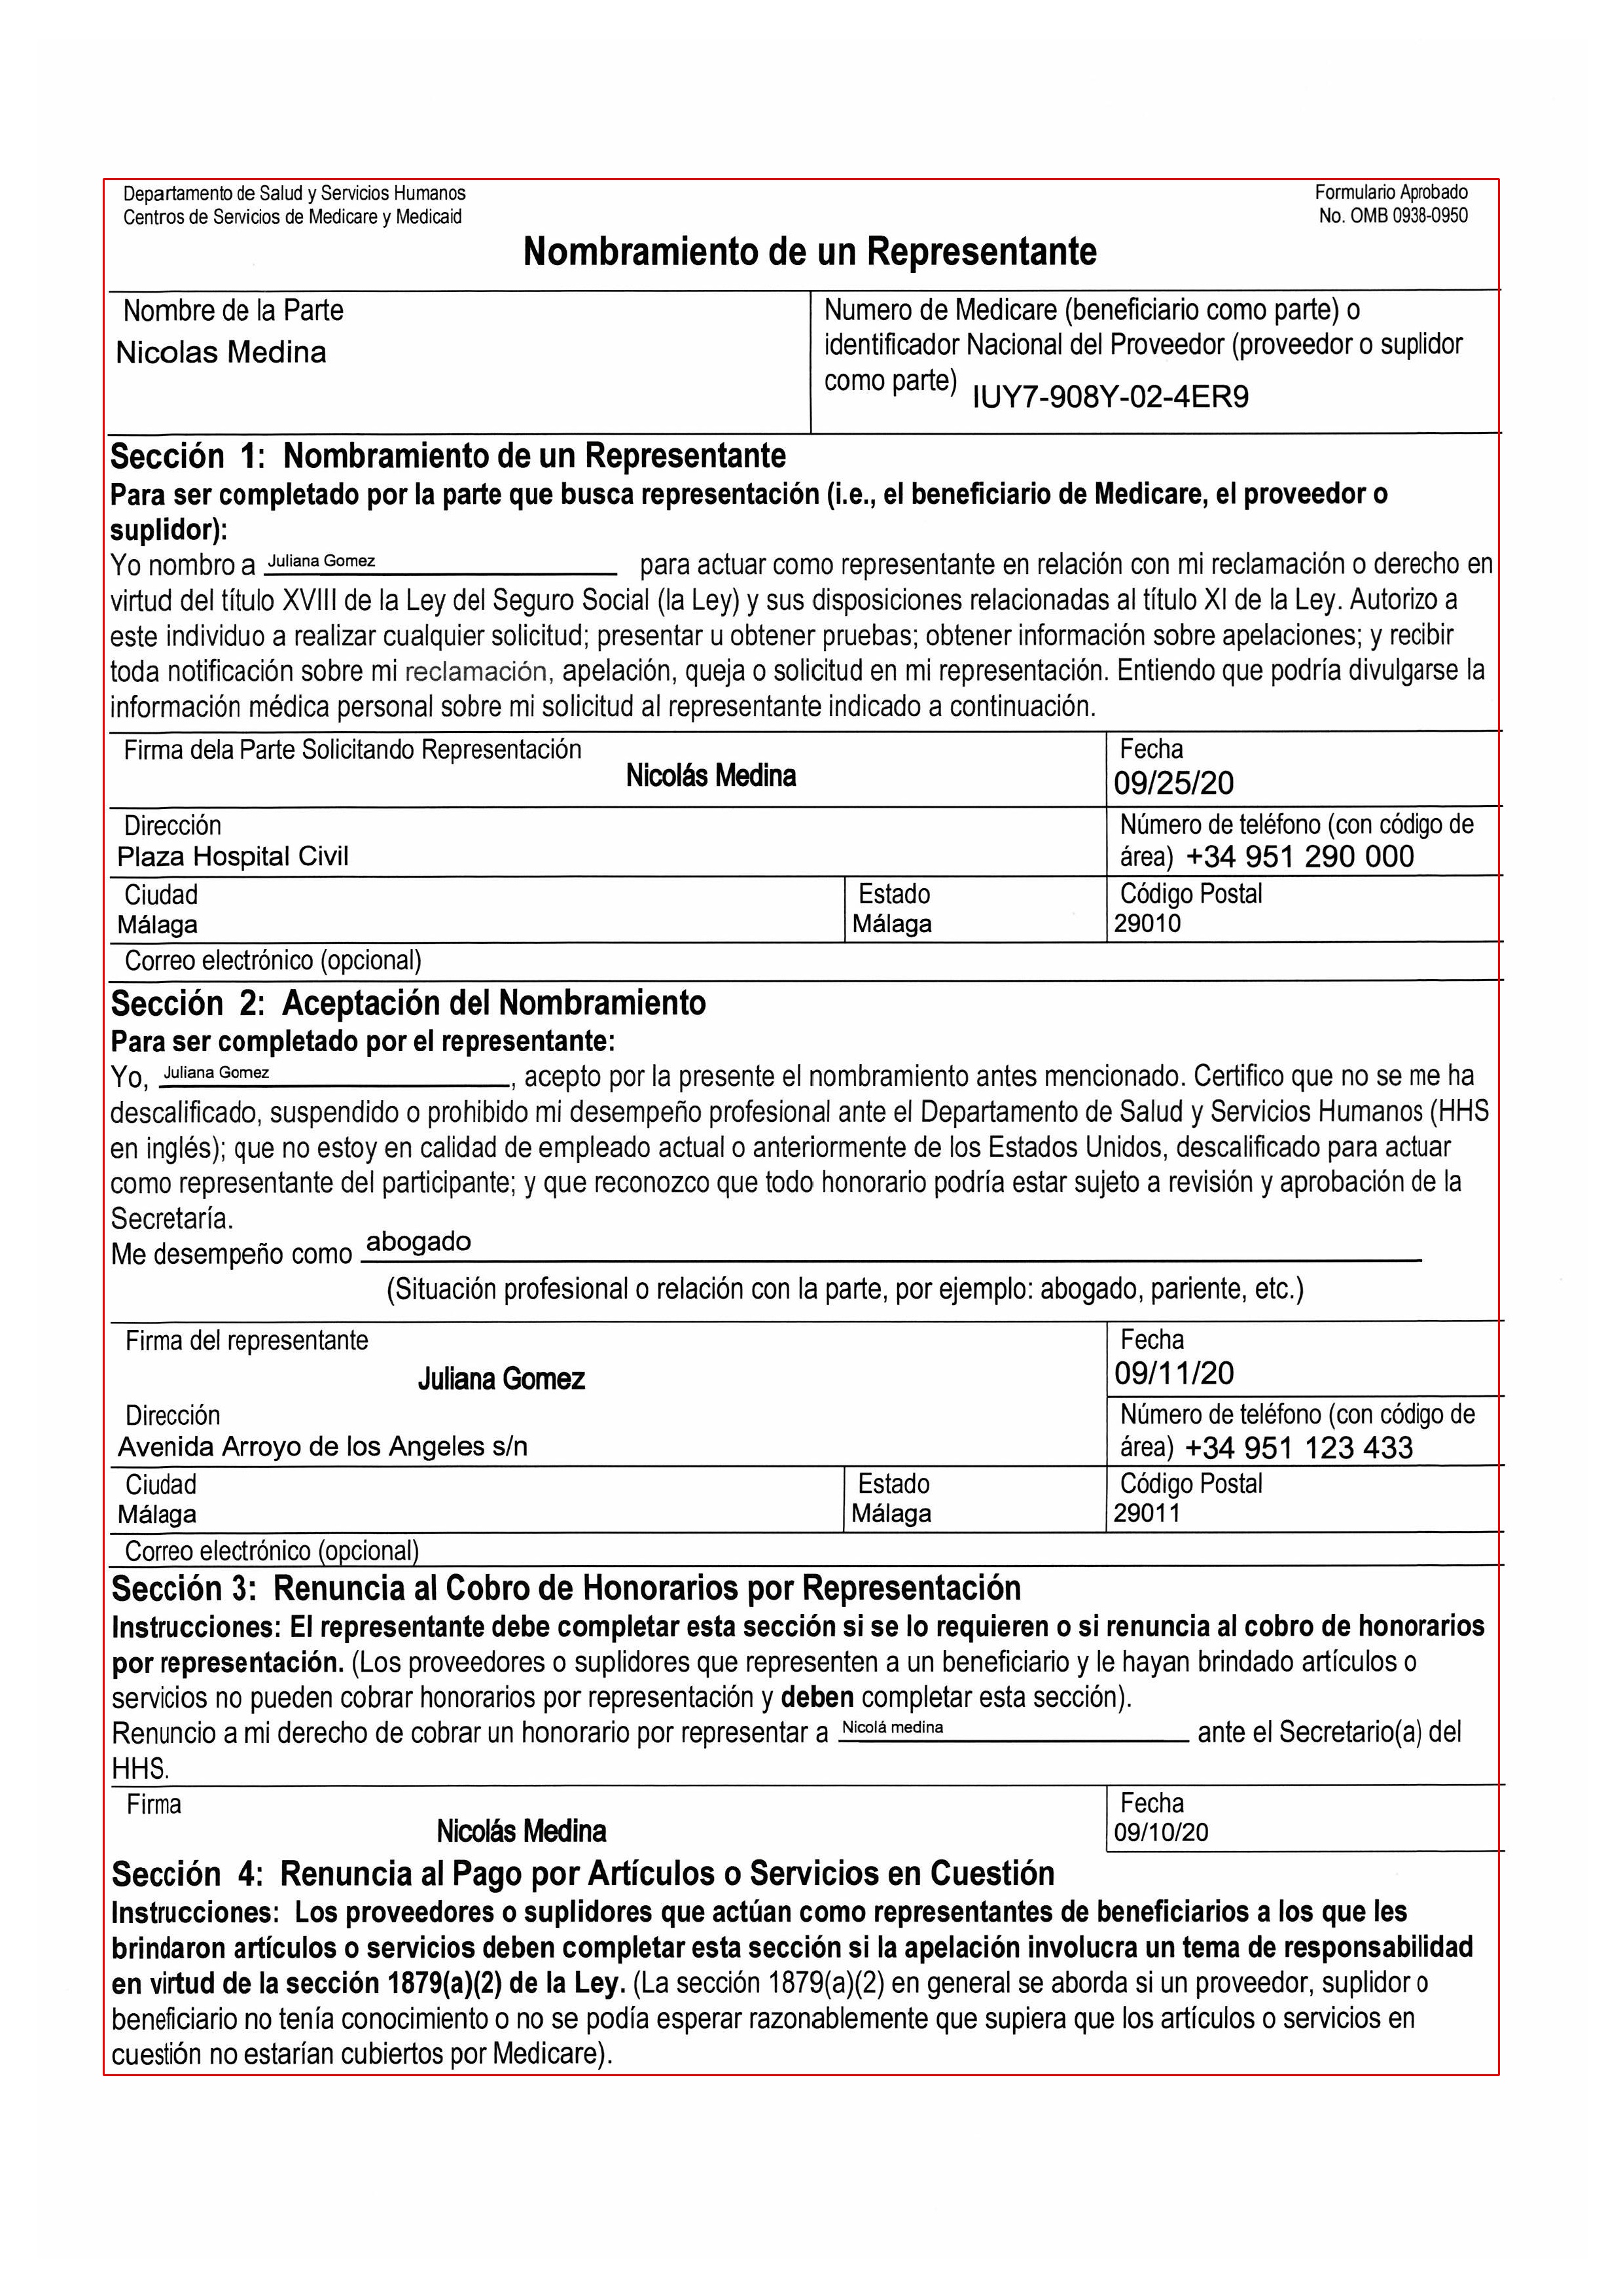 Departamento de Salud y Servicios Humanos
Centros de Servicios de Medicare y Medicaid
Formulario Aprobado
No. OMB 0938-0950
Nombramiento de un Representante
Nombre de la Parte
Nicolas Medina
Numero de Medicare (beneficiario como parte) o
identificador Nacional del Proveedor (proveedor o suplidor
como parte) IUY7-908Y-02-4ER9
Sección 1: Nombramiento de un Representante
Para ser completado por la parte que busca representación (i.e., el beneficiario de Medicare, el proveedor o
suplidor):
Yo nombro a Juliana Gomez para actuar como representante en relación con mi reclamación o derecho en
virtud del título XVIII de la Ley del Seguro Social (la Ley) y sus disposiciones relacionadas al título XI de la Ley. Autorizo a
este individuo a realizar cualquier solicitud; presentar u obtener pruebas; obtener información sobre apelaciones; y recibir
toda notificación sobre mi reclamación, apelación, queja o solicitud en mi representación. Entiendo que podría divulgarse la
información médica personal sobre mi solicitud al representante indicado a continuación.
Firma dela Parte Solicitando Representación
Nicolás Medina
Fecha
09/25/20
Dirección
Plaza Hospital Civil
Número de teléfono (con código de
área) +34 951 290 000
Ciudad
Málaga
Estado
Málaga
Código Postal
29010
Correo electrónico (opcional)
Sección 2: Aceptación del Nombramiento
Para ser completado por el representante:
Yo, Juliana Gomez, acepto por la presente el nombramiento antes mencionado. Certifico que no se me ha
descalificado, suspendido o prohibido mi desempeño profesional ante el Departamento de Salud y Servicios Humanos (HHS
en inglés); que no estoy en calidad de empleado actual o anteriormente de los Estados Unidos, descalificado para actuar
como representante del participante; y que reconozco que todo honorario podría estar sujeto a revisión y aprobación de la
Secretaría.
Me desempeño como abogado
(Situación profesional o relación con la parte, por ejemplo: abogado, pariente, etc.)
Firma del representante
Juliana Gomez
Fecha
09/11/20
Dirección
Avenida Arroyo de los Angeles s/n
Número de teléfono (con código de
área) +34 951 123 433
Ciudad
Málaga
Estado
Málaga
Código Postal
29011
Correo electrónico (opcional)
Sección 3: Renuncia al Cobro de Honorarios por Representación
Instrucciones: El representante debe completar esta sección si se lo requieren o si renuncia al cobro de honorarios
por representación. (Los proveedores o suplidores que representen a un beneficiario y le hayan brindado artículos o
servicios no pueden cobrar honorarios por representación y deben completar esta sección).
Renuncio a mi derecho de cobrar un honorario por representar a Nicolá medina ante el Secretario(a) del
HHS.
Firma
Nicolás Medina
Fecha
09/10/20
Sección 4: Renuncia al Pago por Artículos o Servicios en Cuestión
Instrucciones: Los proveedores o suplidores que actúan como representantes de beneficiarios a los que les
brindaron artículos o servicios deben completar esta sección si la apelación involucra un tema de responsabilidad
en virtud de la sección 1879(a)(2) de la Ley. (La sección 1879(a)(2) en general se aborda si un proveedor, suplidor o
beneficiario no tenía conocimiento o no se podía esperar razonablemente que supiera que los artículos o servicios en
cuestión no estarían cubiertos por Medicare).